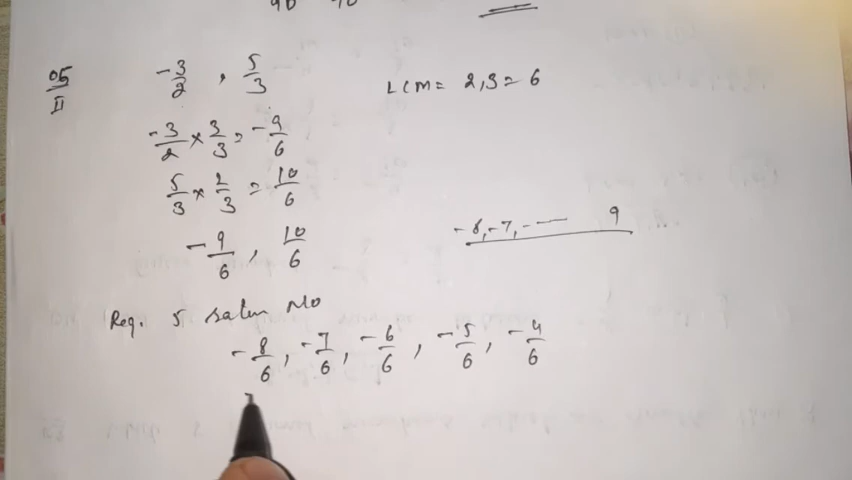 05/II -3/2 , 5/3 LCM = 2,3 = 6
-3/2 × 3/3 = -9/6
5/3 × 2/3 = 10/6
-8,-7, - — 9
-9/6 , 10/6
Req. 5 No
-8/6 , -7/6 , -6/6 , -5/6 , -4/6